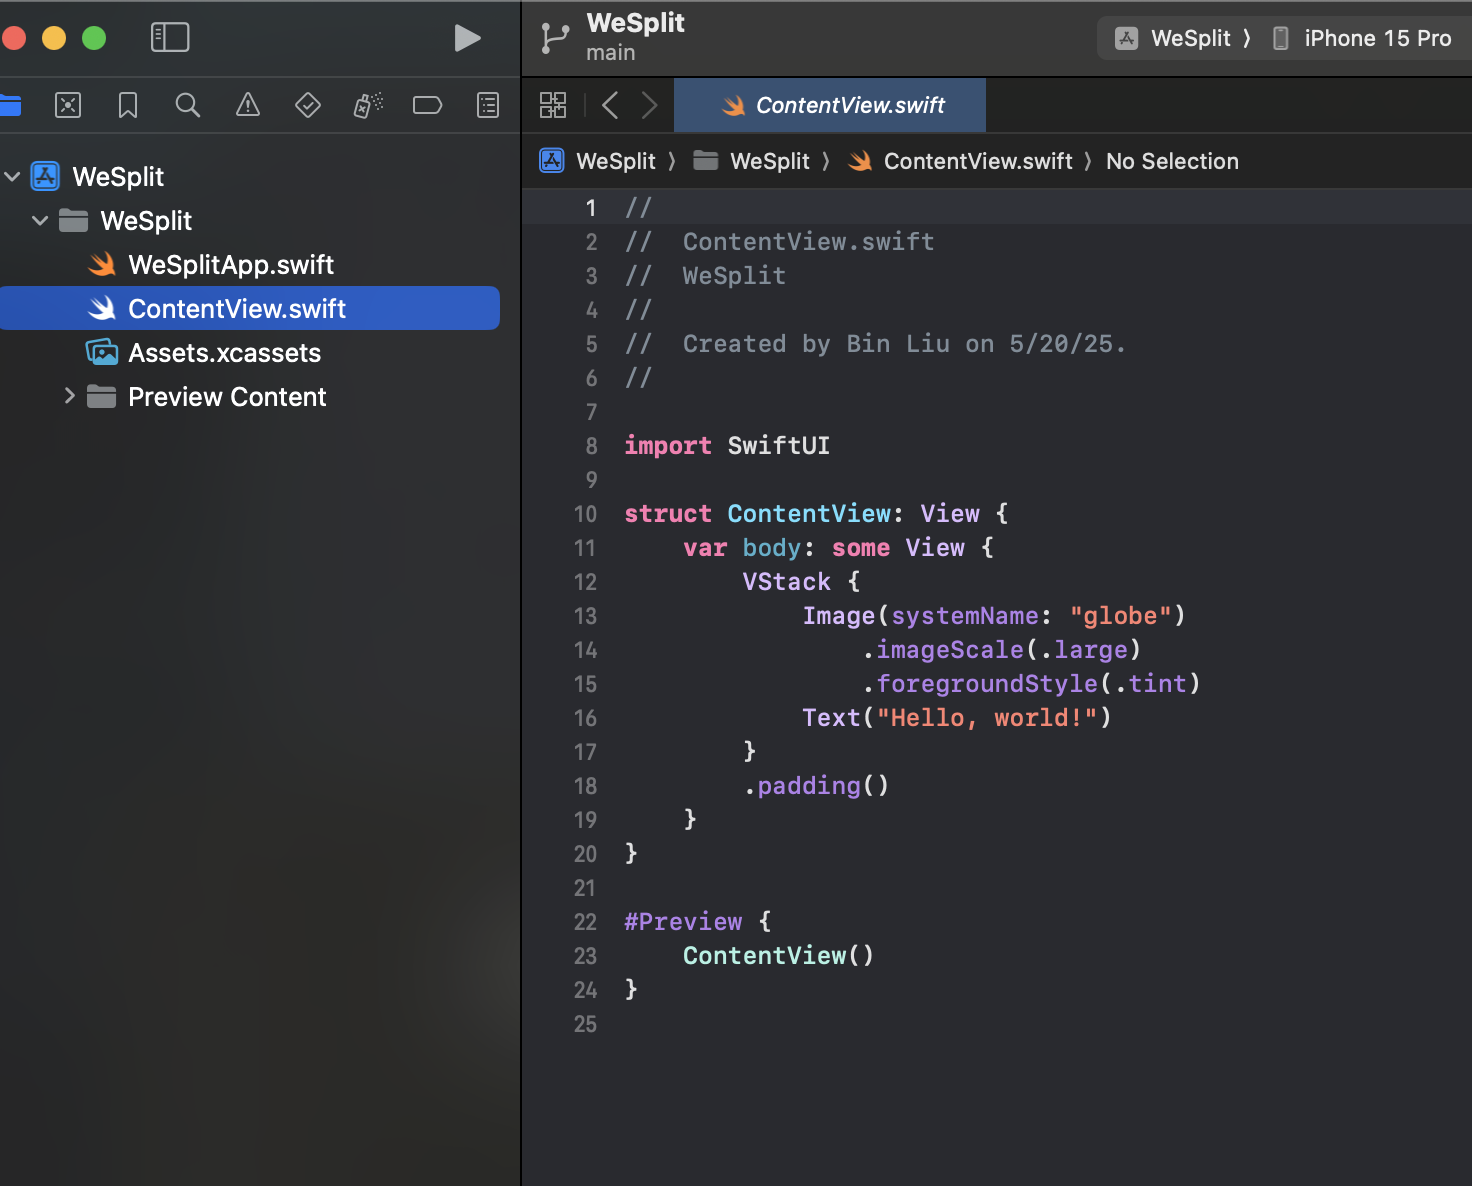 WeSplit
main
WeSplit ⟩ iPhone 15 Pro
ContentView.swift
WeSplit ⟩ WeSplit ⟩ ContentView.swift ⟩ No Selection
WeSplit
WeSplit
WeSplitApp.swift
ContentView.swift
Assets.xcassets
Preview Content
1 //
2 //  ContentView.swift
3 //  WeSplit
4 //
5 //  Created by Bin Liu on 5/20/25.
6 //
7
8 import SwiftUI
9
10 struct ContentView: View {
11     var body: some View {
12         VStack {
13             Image(systemName: "globe")
14                 .imageScale(.large)
15                 .foregroundStyle(.tint)
16             Text("Hello, world!")
17         }
18         .padding()
19     }
20 }
21
22 #Preview {
23     ContentView()
24 }
25